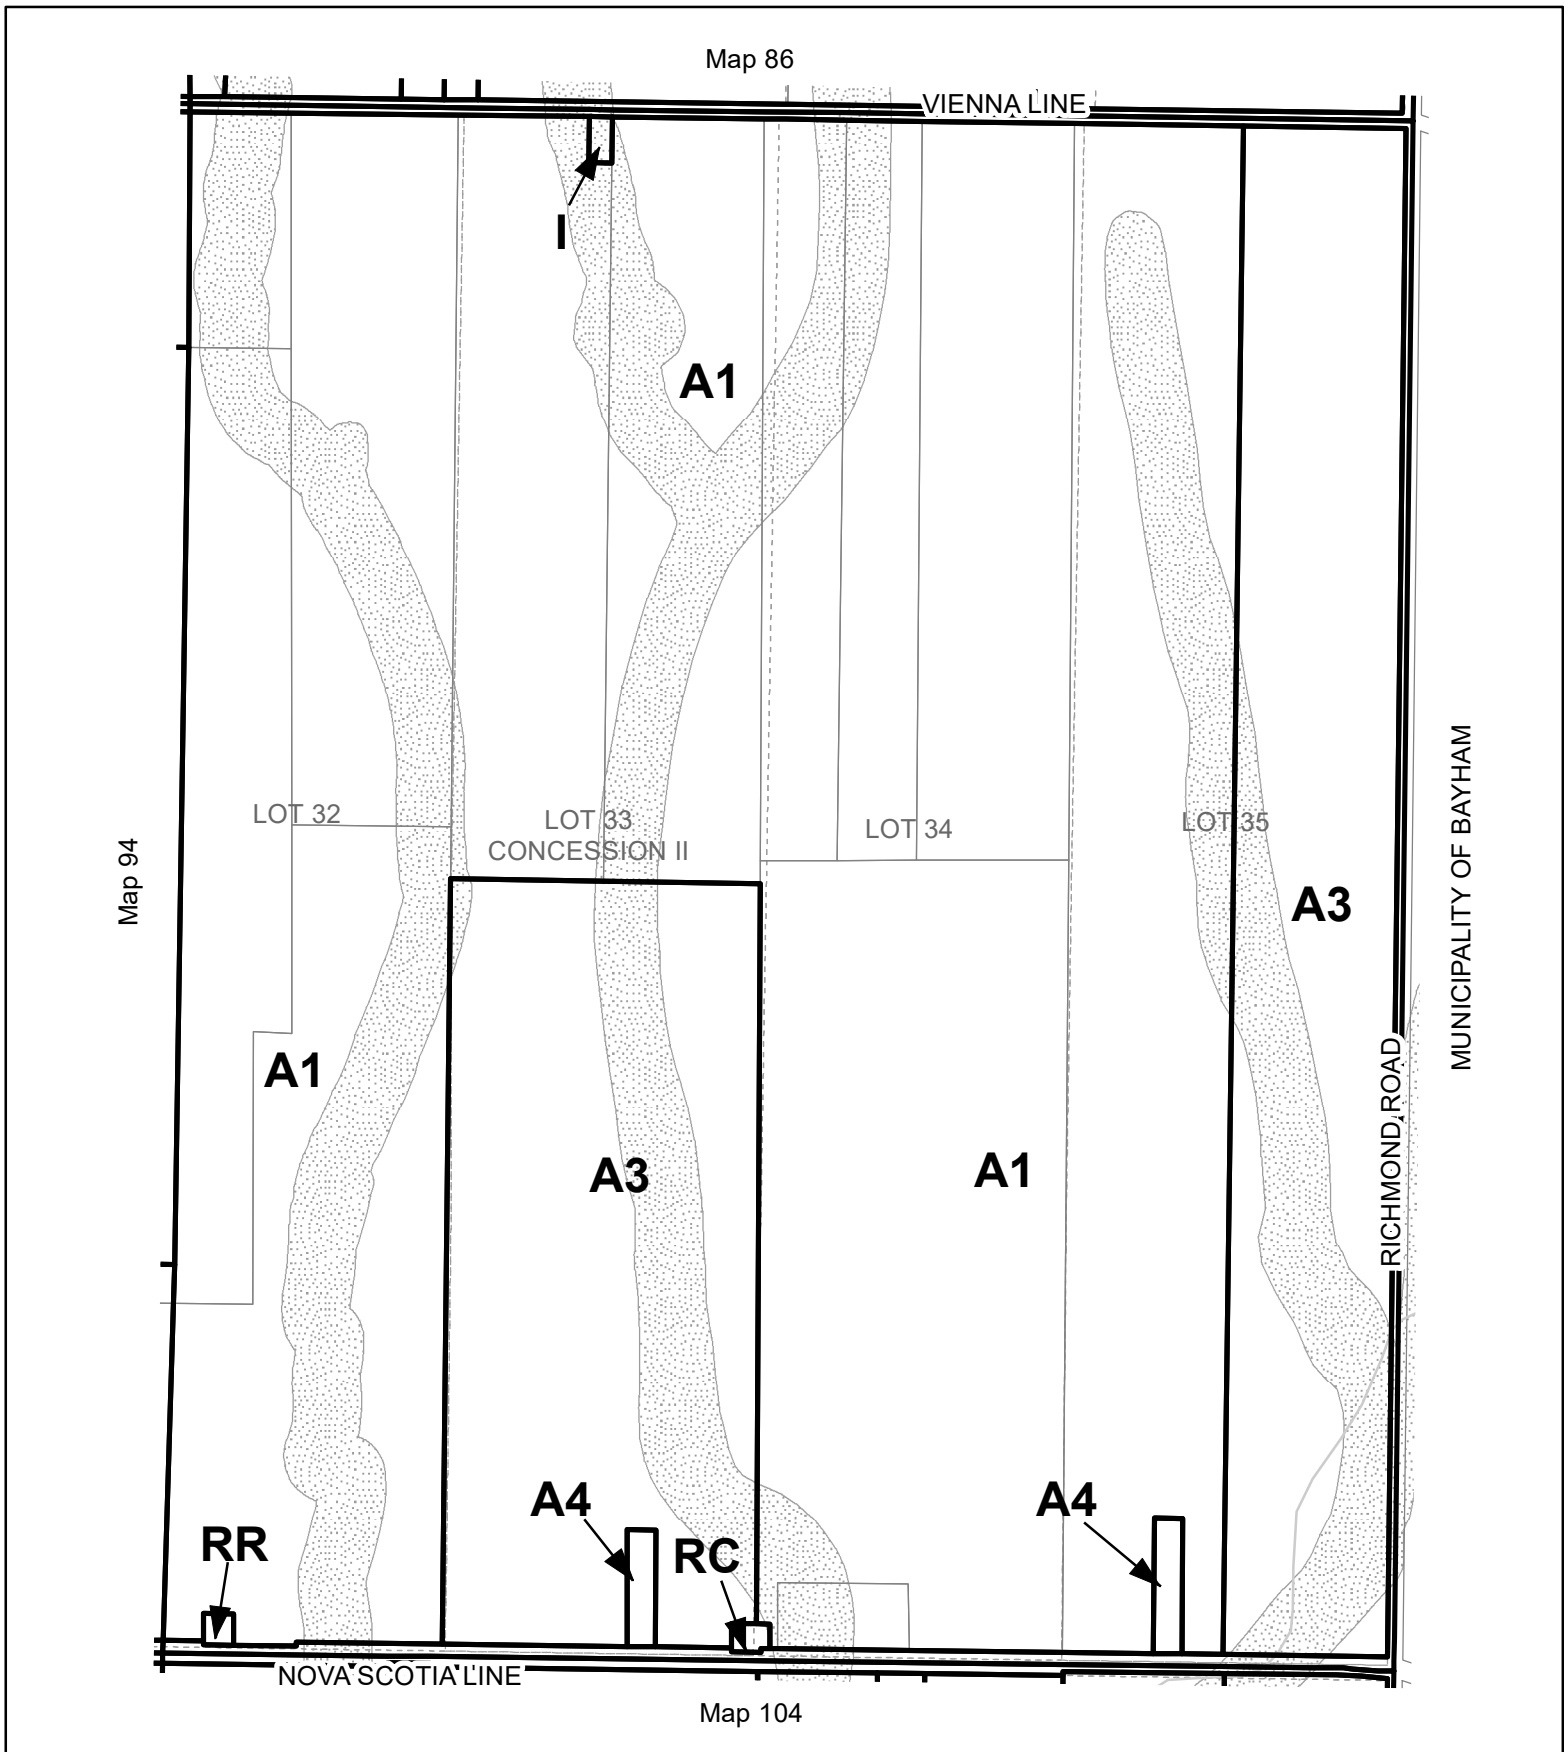 Map 86
VIENNA LINE
I
A1
LOT 32
LOT 33
CONCESSION II
LOT 34
LOT 35
A3
Map 94
MUNICIPALITY OF BAYHAM
RICHMOND ROAD
A1
A3
A1
A4
A4
RR
RC
NOVA SCOTIA LINE
Map 104